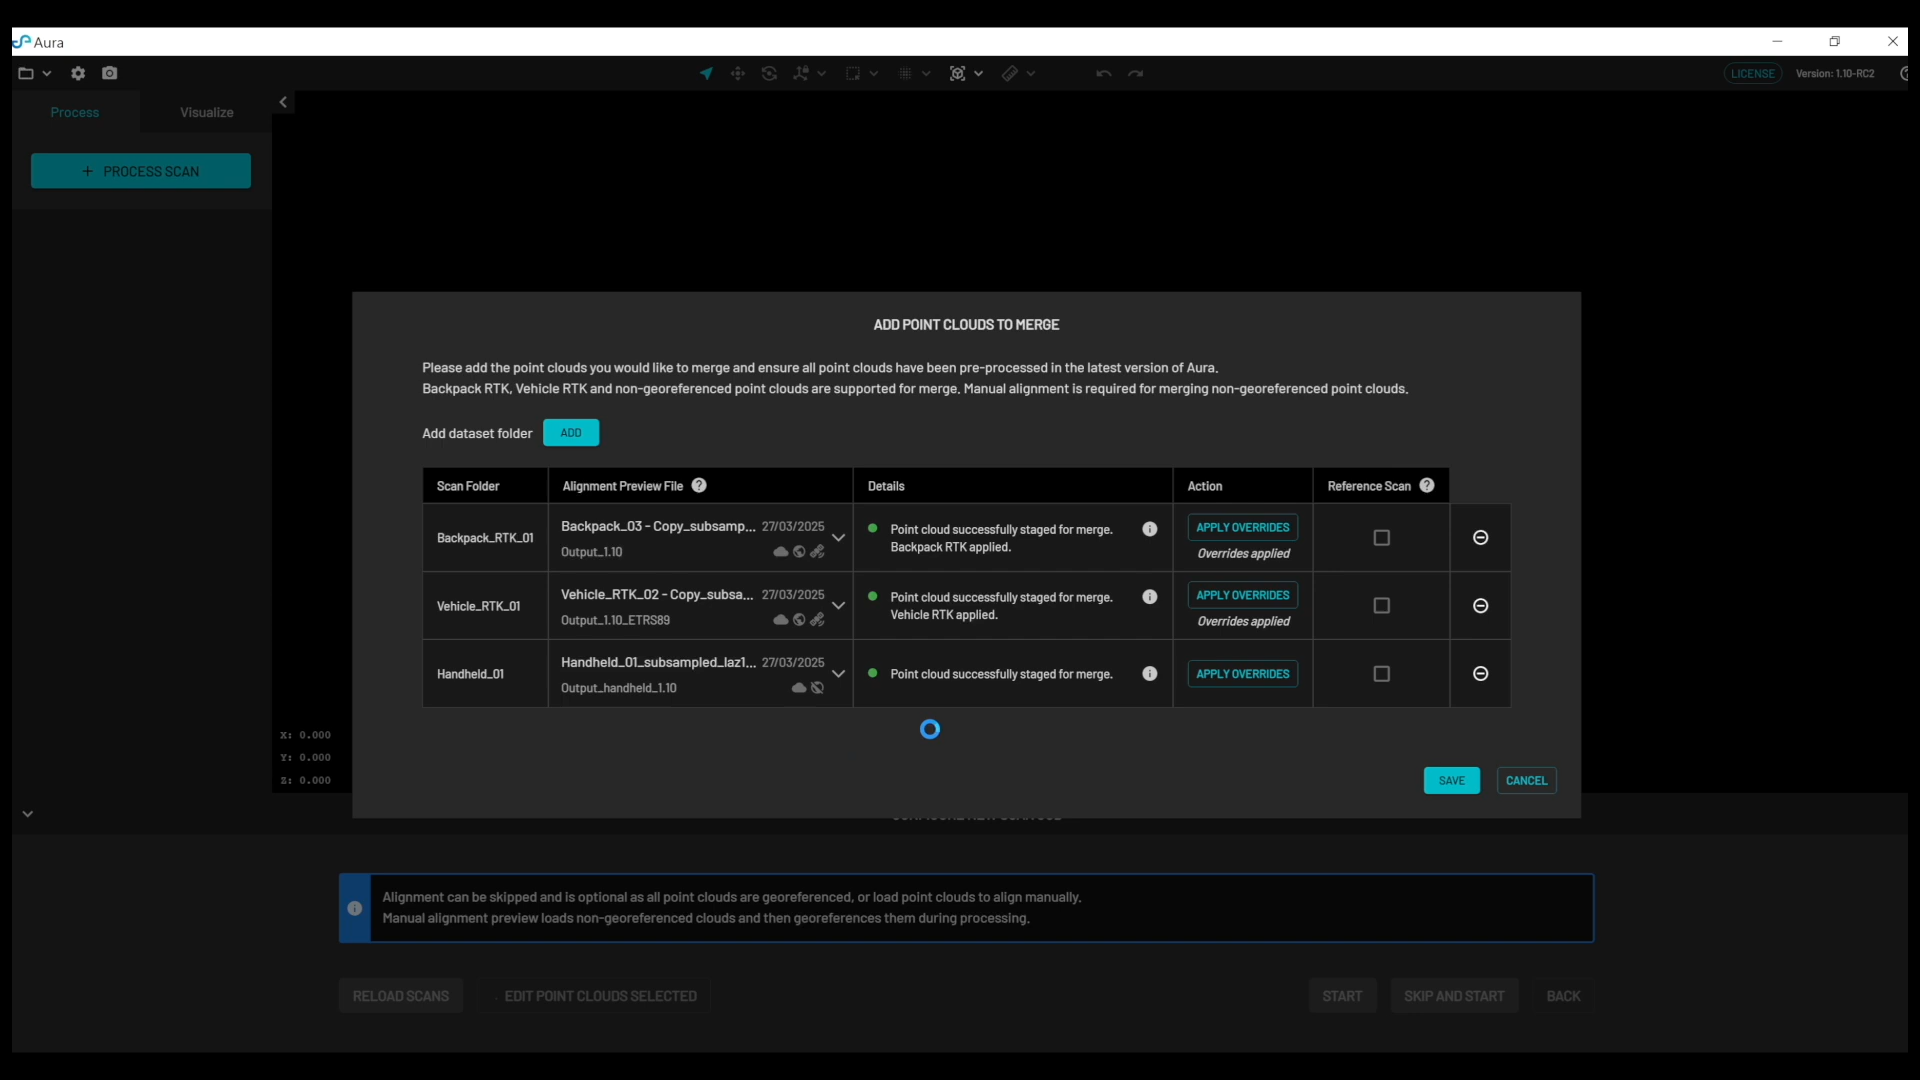 Aura
LICENSE
Version: 1.10-RC2
Process
Visualize
+ PROCESS SCAN
ADD POINT CLOUDS TO MERGE
Please add the point clouds you would like to merge and ensure all point clouds have been pre-processed in the latest version of Aura.
Backpack RTK, Vehicle RTK and non-georeferenced point clouds are supported for merge. Manual alignment is required for merging non-georeferenced point clouds.
Add dataset folder
ADD
Scan Folder
Alignment Preview File
Details
Action
Reference Scan
Backpack_RTK_01
Backpack_03 - Copy_subsamp... 27/03/2025
Output_1.10
Point cloud successfully staged for merge.
Backpack RTK applied.
APPLY OVERRIDES
Overrides applied
Vehicle_RTK_01
Vehicle_RTK_02 - Copy_subsa... 27/03/2025
Output_1.10_ETRS89
Point cloud successfully staged for merge.
Vehicle RTK applied.
APPLY OVERRIDES
Overrides applied
Handheld_01
Handheld_01_subsampled_laz1... 27/03/2025
Output_handheld_1.10
Point cloud successfully staged for merge.
APPLY OVERRIDES
X: 0.000
Y: 0.000
Z: 0.000
SAVE
CANCEL
Alignment can be skipped and is optional as all point clouds are georeferenced, or load point clouds to align manually.
Manual alignment preview loads non-georeferenced clouds and then georeferences them during processing.
RELOAD SCANS
EDIT POINT CLOUDS SELECTED
START
SKIP AND START
BACK